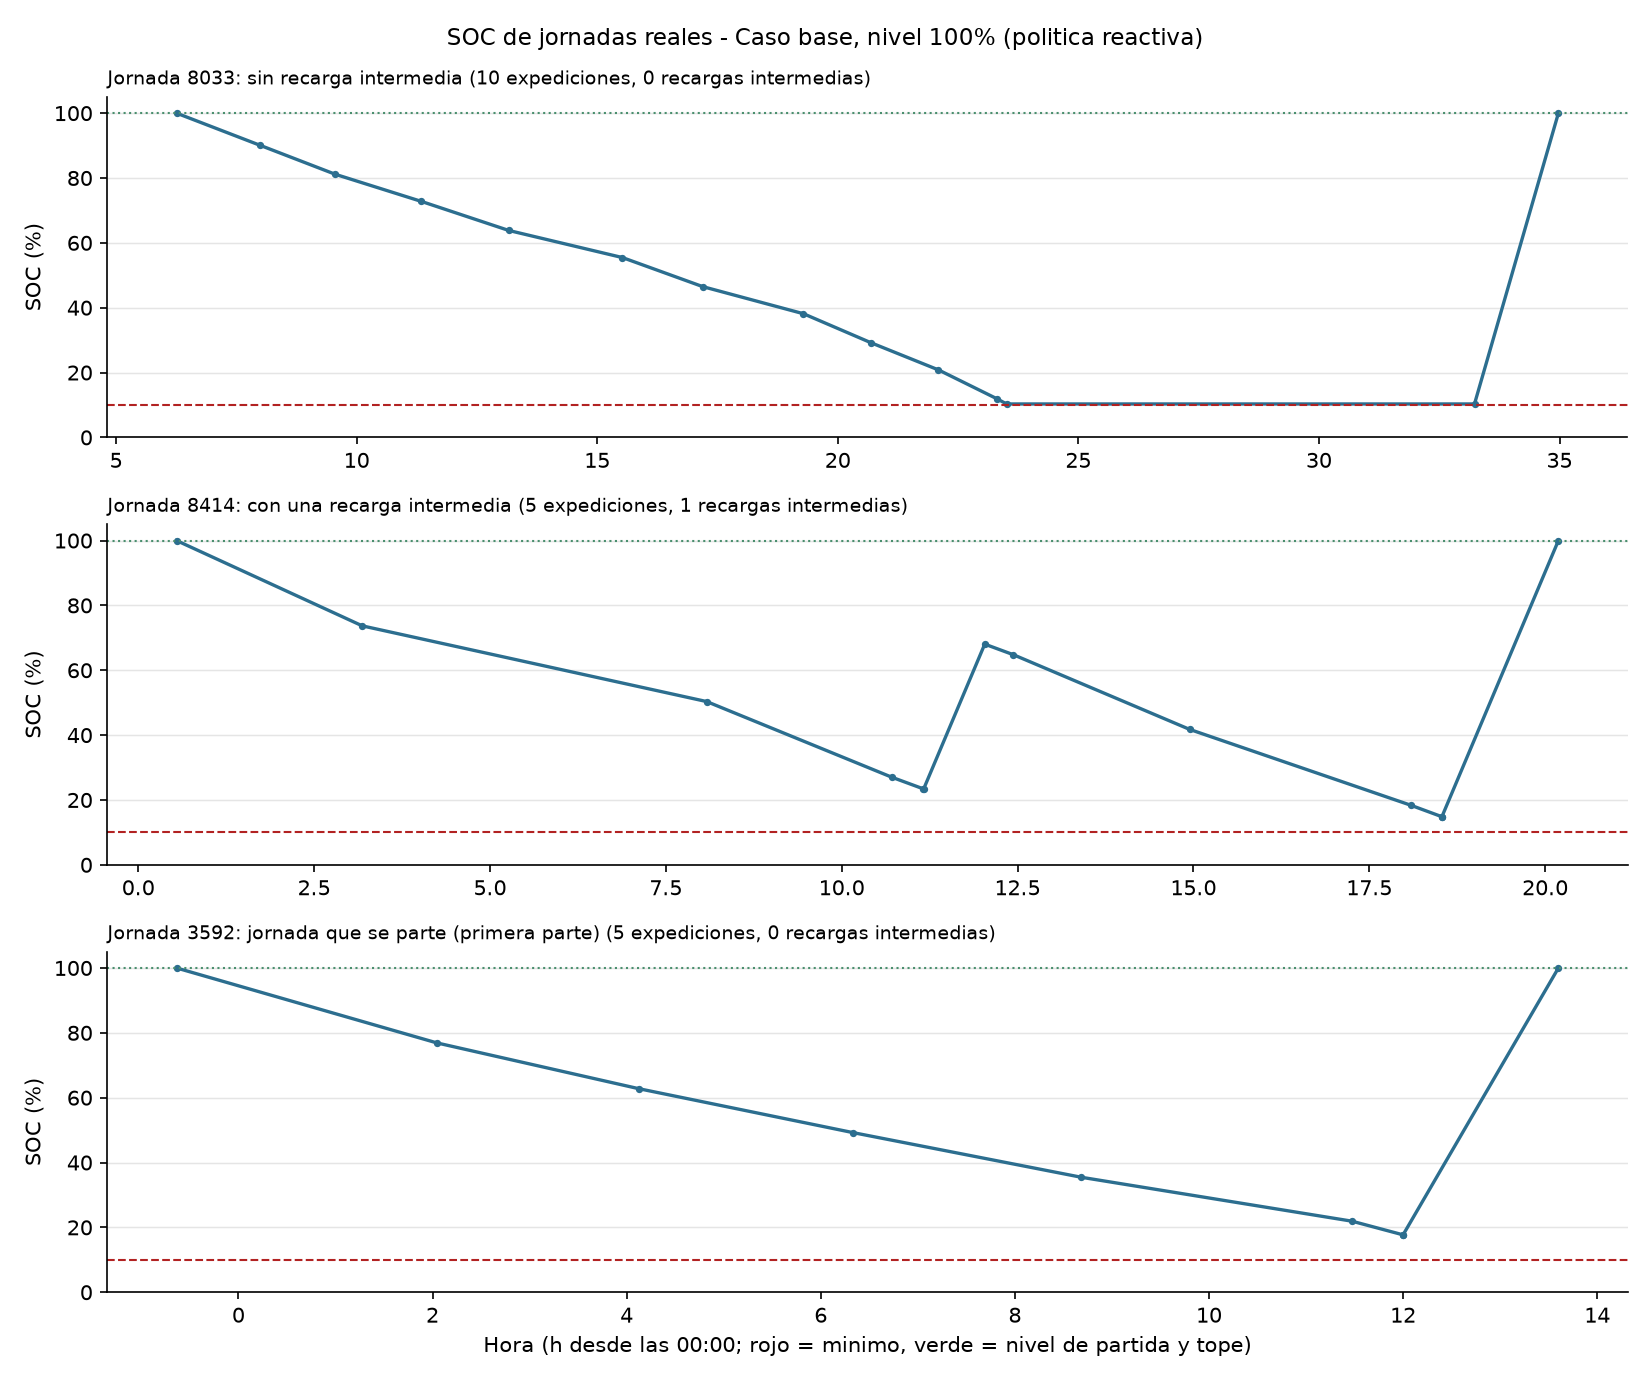 SOC de jornadas reales - Caso base, nivel 100% (politica reactiva)
Jornada 8033: sin recarga intermedia (10 expediciones, 0 recargas intermedias)
SOC (%)
100
80
60
40
20
0
5 10 15 20 25 30 35
Jornada 8414: con una recarga intermedia (5 expediciones, 1 recargas intermedias)
SOC (%)
100
80
60
40
20
0
0.0 2.5 5.0 7.5 10.0 12.5 15.0 17.5 20.0
Jornada 3592: jornada que se parte (primera parte) (5 expediciones, 0 recargas intermedias)
SOC (%)
100
80
60
40
20
0
0 2 4 6 8 10 12 14
Hora (h desde las 00:00; rojo = minimo, verde = nivel de partida y tope)